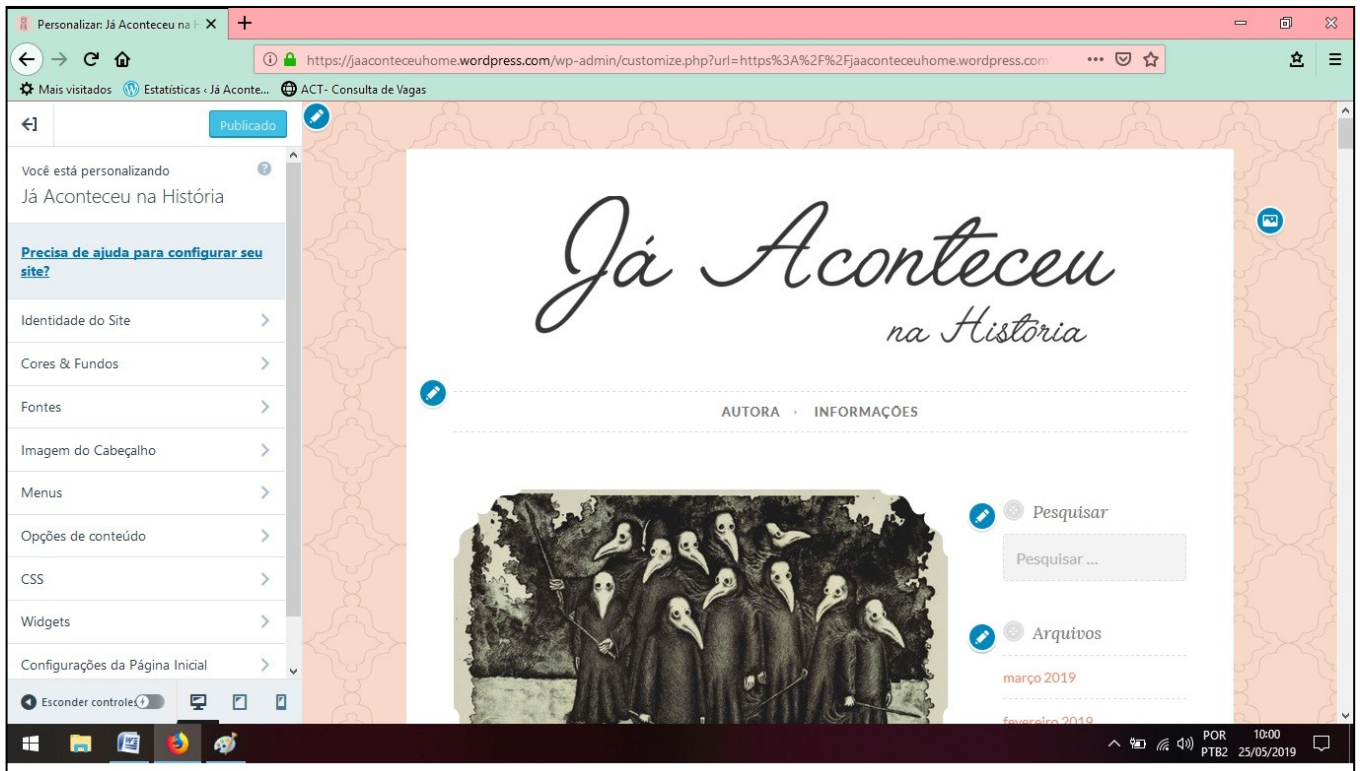 Personalizar: Já Aconteceu na H
https://jaaconteceuhome.wordpress.com/wp-admin/customize.php?url=https%3A%2F%2Fjaaconteceuhome.wordpress.com
Mais visitados
Estatísticas ‹ Já Aconte...
ACT- Consulta de Vagas
Publicado
Você está personalizando
Já Aconteceu na História
Precisa de ajuda para configurar seu
site?
Identidade do Site
Cores & Fundos
Fontes
Imagem do Cabeçalho
Menus
Opções de conteúdo
CSS
Widgets
Configurações da Página Inicial
Esconder controles
Já Aconteceu
na História
AUTORA · INFORMAÇÕES
Pesquisar
Pesquisar ...
Arquivos
março 2019
fevereiro 2019
POR
PTB2
10:00
25/05/2019